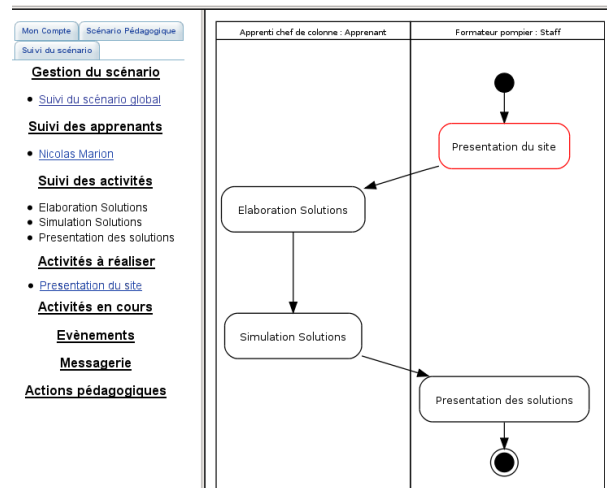 Mon Compte
Scénario Pédagogique
Suivi du scénario
Gestion du scénario
Suivi du scénario global
Suivi des apprenants
Nicolas Marion
Suivi des activités
Elaboration Solutions
Simulation Solutions
Presentation des solutions
Activités à réaliser
Presentation du site
Activités en cours
Evènements
Messagerie
Actions pédagogiques
Apprenti chef de colonne : Apprenant
Formateur pompier : Staff
Presentation du site
Elaboration Solutions
Simulation Solutions
Presentation des solutions